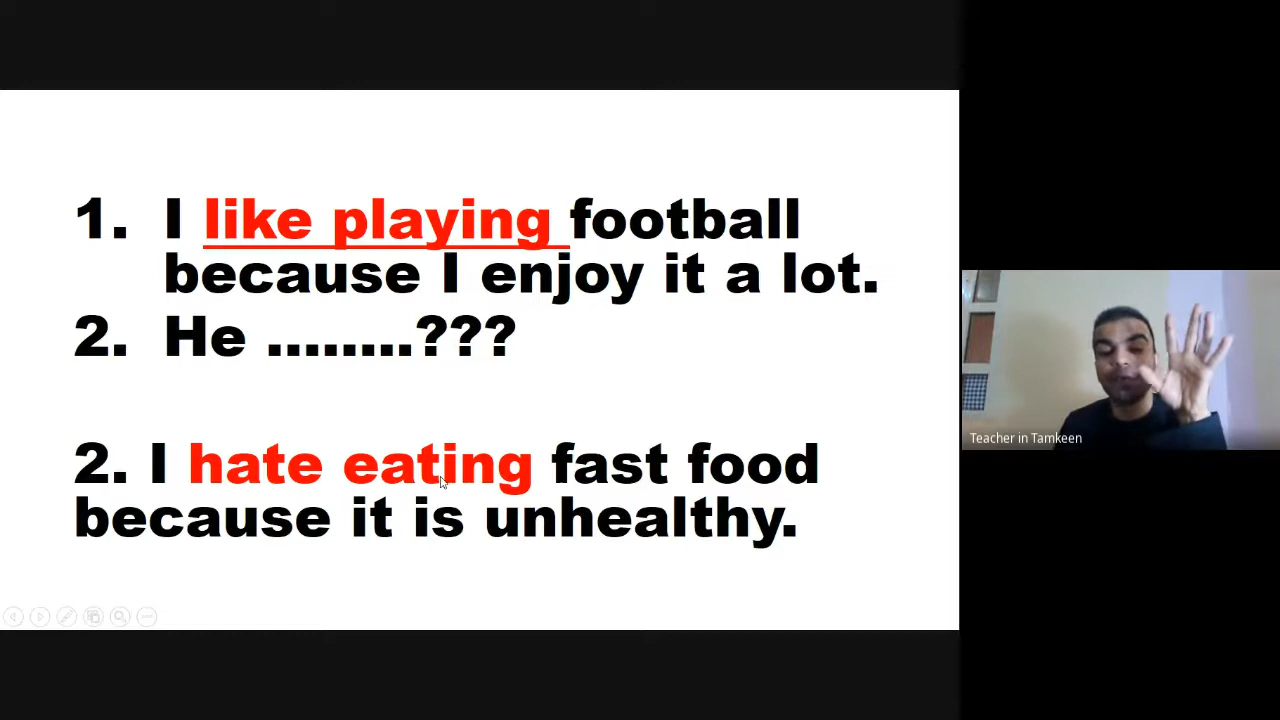 1. I like playing football
because I enjoy it a lot.
2. He ........???
2. I hate eating fast food
because it is unhealthy.
Teacher in Tamkeen